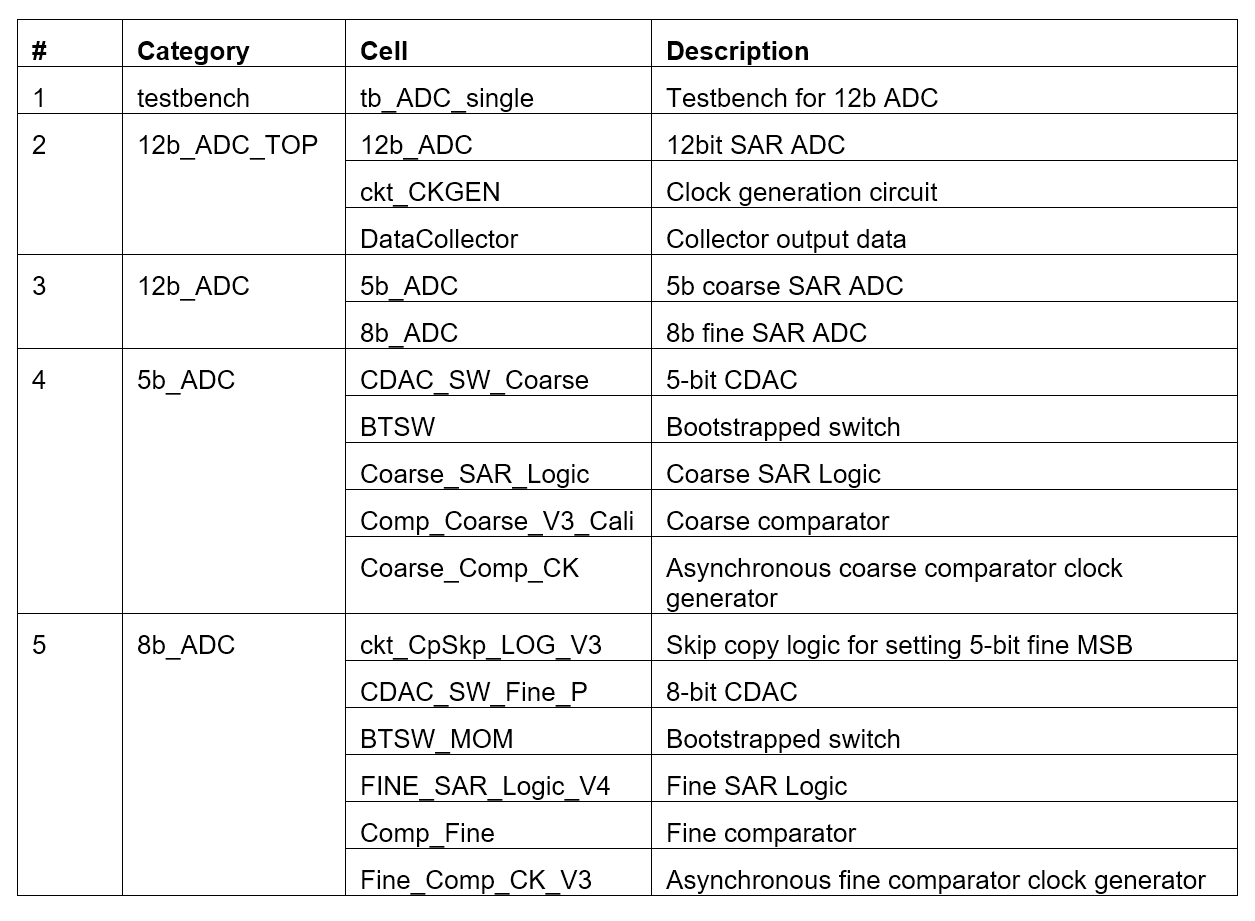 # Category Cell Description
1 testbench tb_ADC_single Testbench for 12b ADC
2 12b_ADC_TOP 12b_ADC 12bit SAR ADC
ckt_CKGEN Clock generation circuit
DataCollector Collector output data
3 12b_ADC 5b_ADC 5b coarse SAR ADC
8b_ADC 8b fine SAR ADC
4 5b_ADC CDAC_SW_Coarse 5-bit CDAC
BTSW Bootstrapped switch
Coarse_SAR_Logic Coarse SAR Logic
Comp_Coarse_V3_Cali Coarse comparator
Coarse_Comp_CK Asynchronous coarse comparator clock
generator
5 8b_ADC ckt_CpSkp_LOG_V3 Skip copy logic for setting 5-bit fine MSB
CDAC_SW_Fine_P 8-bit CDAC
BTSW_MOM Bootstrapped switch
FINE_SAR_Logic_V4 Fine SAR Logic
Comp_Fine Fine comparator
Fine_Comp_CK_V3 Asynchronous fine comparator clock generator